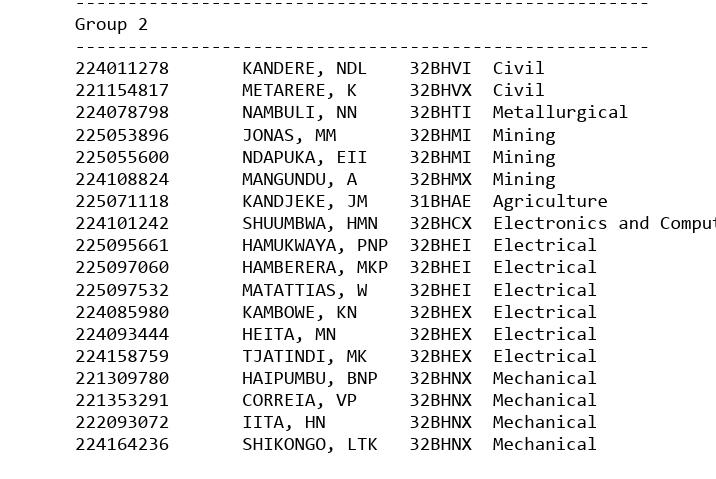 Group 2
224011278 KANDERE, NDL 32BHVI Civil
221154817 METARERE, K 32BHVX Civil
224078798 NAMBULI, NN 32BHTI Metallurgical
225053896 JONAS, MM 32BHMI Mining
225055600 NDAPUKA, EII 32BHMI Mining
224108824 MANGUNDU, A 32BHMX Mining
225071118 KANDJEKE, JM 31BHAE Agriculture
224101242 SHUUMBWA, HMN 32BHCX Electronics and Comput
225095661 HAMUKWAYA, PNP 32BHEI Electrical
225097060 HAMBERERA, MKP 32BHEI Electrical
225097532 MATATTIAS, W 32BHEI Electrical
224085980 KAMBOWE, KN 32BHEX Electrical
224093444 HEITA, MN 32BHEX Electrical
224158759 TJATINDI, MK 32BHEX Electrical
221309780 HAIPUMBU, BNP 32BHNX Mechanical
221353291 CORREIA, VP 32BHNX Mechanical
222093072 IITA, HN 32BHNX Mechanical
224164236 SHIKONGO, LTK 32BHNX Mechanical